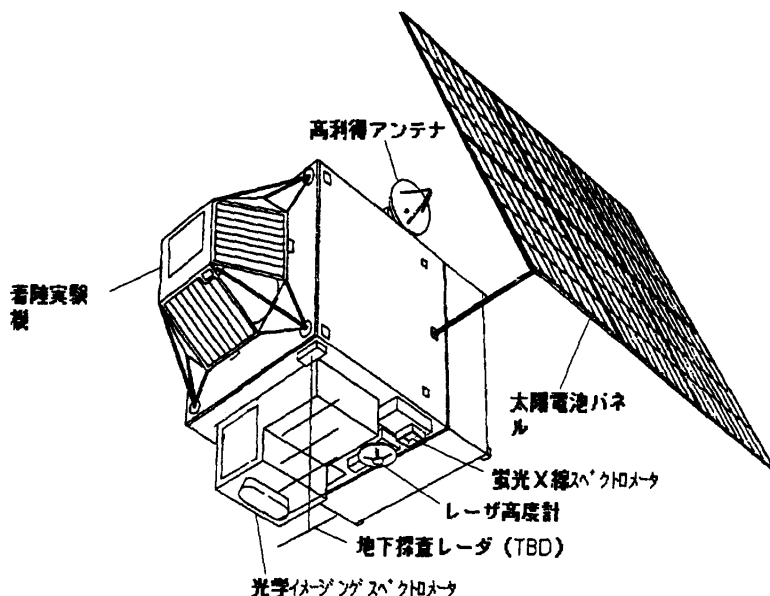 高利得アンテナ
着陸実験
機
太陽電池パネ
ル
蛍光X線スペクトロメータ
レーザ高度計
地下探査レーダ (TBD)
光学イメージングスペクトロメータ